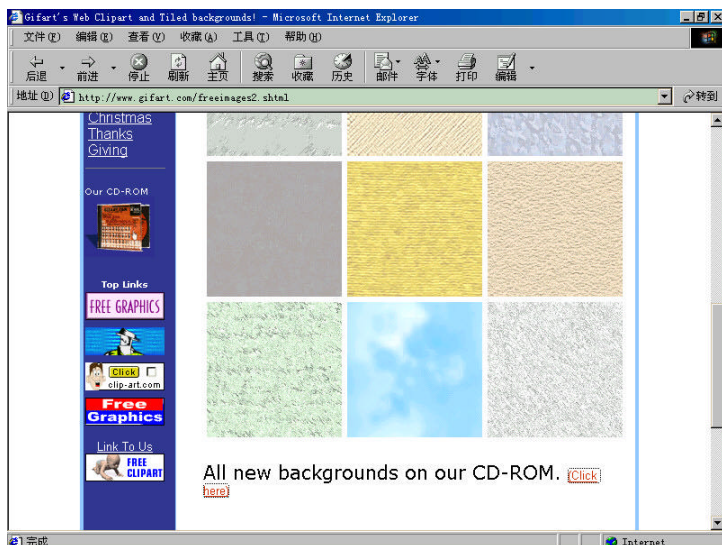 Gifart's Web Clipart and Tiled backgrounds! - Microsoft Internet Explorer
文件(F) 编辑(E) 查看(V) 收藏(A) 工具(T) 帮助(H)
后退 前进 停止 刷新 主页 搜索 收藏 历史 邮件 字体 打印 编辑
地址(D) http://www.gifart.com/freeimages2.shtml 转到
Christmas
Thanks
Giving
Our CD-ROM
Top Links
FREE GRAPHICS
Click
clip-art.com
Free
Graphics
Link To Us
FREE
CLIPART
All new backgrounds on our CD-ROM. (Click
here)
完成 Internet